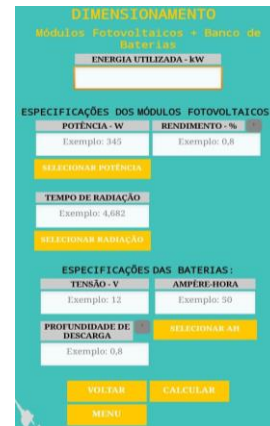 DIMENSIONAMENTO
Módulos Fotovoltaicos + Banco de
Baterias
ENERGIA UTILIZADA - kW
ESPECIFICAÇÕES DOS MÓDULOS FOTOVOLTAICOS
POTÊNCIA - W RENDIMENTO - %
Exemplo: 345 Exemplo: 0,8
SELECIONAR POTÊNCIA
TEMPO DE RADIAÇÃO
Exemplo: 4,682
SELECIONAR RADIAÇÃO
ESPECIFICAÇÕES DAS BATERIAS:
TENSÃO - V AMPÉRE-HORA
Exemplo: 12 Exemplo: 50
PROFUNDIDADE DE
DESCARGA
SELECIONAR AH
Exemplo: 0,8
VOLTAR CALCULAR
MENU